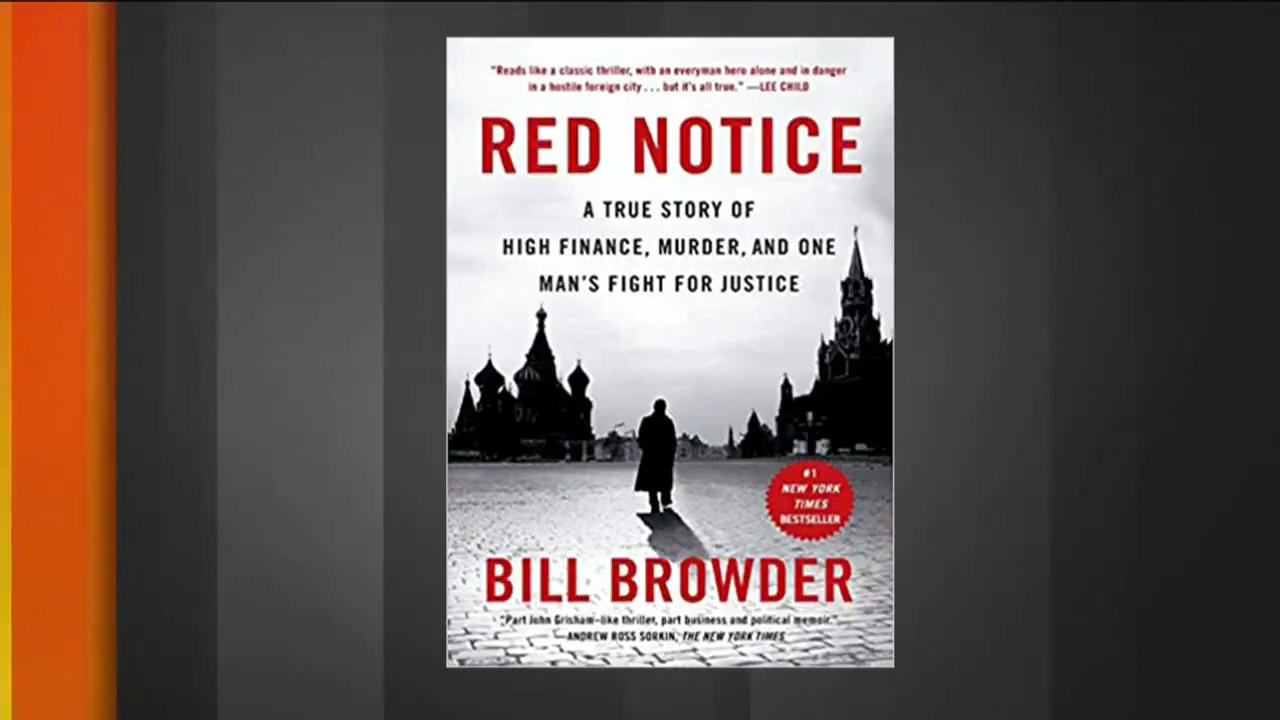 "Reads like a classic thriller, with an everyman hero alone and in danger
in a hostile foreign city . . . but it's all true." —LEE CHILD
RED NOTICE
A TRUE STORY OF
HIGH FINANCE, MURDER, AND ONE
MAN'S FIGHT FOR JUSTICE
#1
NEW YORK
TIMES
BESTSELLER
BILL BROWDER
"Part John Grisham–like thriller, part business and political memoir."
—ANDREW ROSS SORKIN, THE NEW YORK TIMES